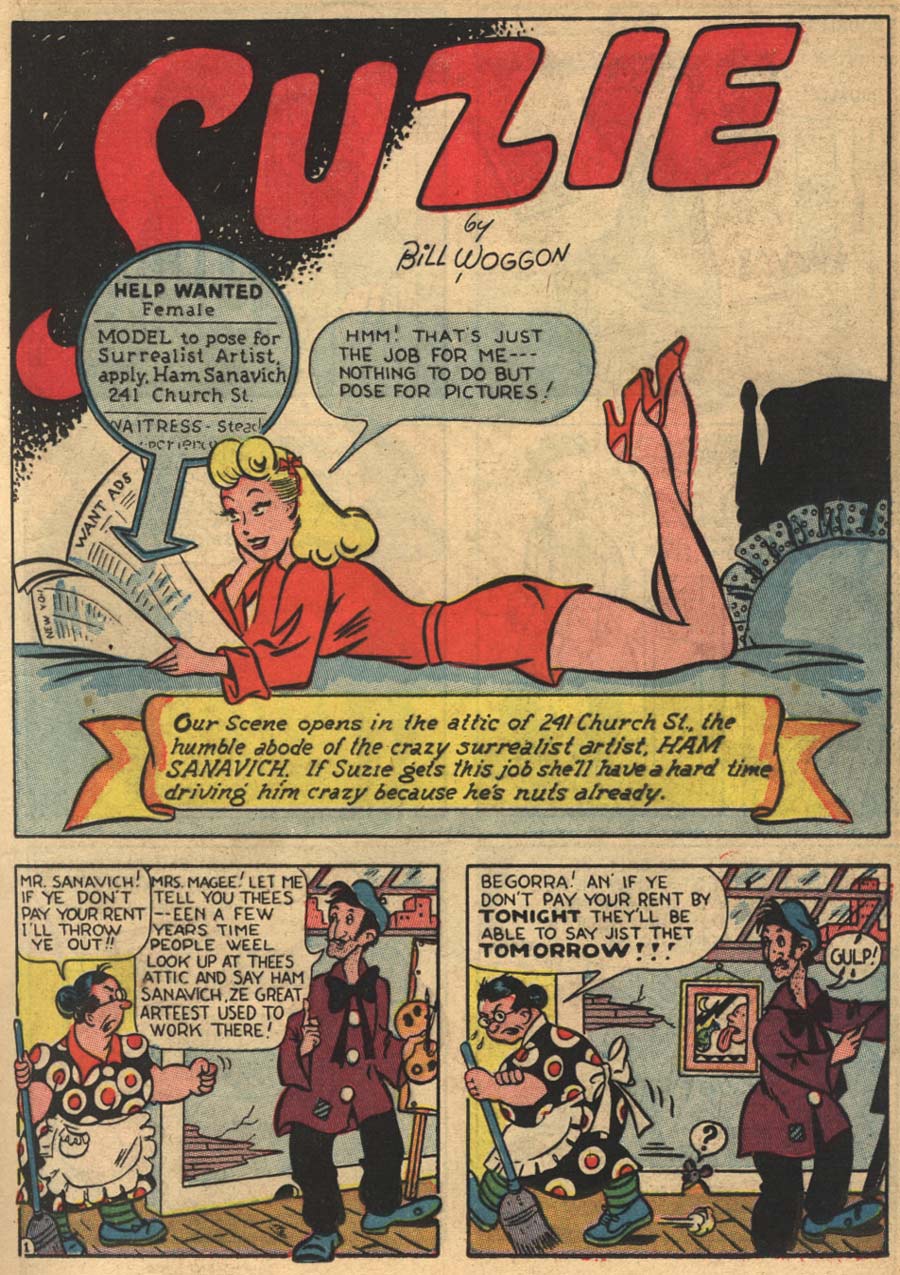 SUZIE
by
BILL WOGGON
HELP WANTED
Female
MODEL to pose for
Surrealist Artist,
apply, Ham Sanavich
241 Church St.
WAITRESS - Stead
HMM! THAT'S JUST
THE JOB FOR ME---
NOTHING TO DO BUT
POSE FOR PICTURES!
WANT ADS
NEW YO
Our Scene opens in the attic of 241 Church St., the
humble abode of the crazy surrealist artist, HAM
SANAVICH. If Suzie gets this job she'll have a hard time
driving him crazy because he's nuts already.
MR. SANAVICH!
IF YE DON'T
PAY YOUR RENT
I'LL THROW
YE OUT!!
MRS. MAGEE! LET ME
TELL YOU THEES
--EEN A FEW
YEARS TIME
PEOPLE WEEL
LOOK UP AT THEES
ATTIC AND SAY HAM
SANAVICH, ZE GREAT
ARTEEST USED TO
WORK THERE!
1
BEGORRA! AN' IF YE
DON'T PAY YOUR RENT BY
TONIGHT THEY'LL BE
ABLE TO SAY JIST THET
TOMORROW!!!
GULP!
?